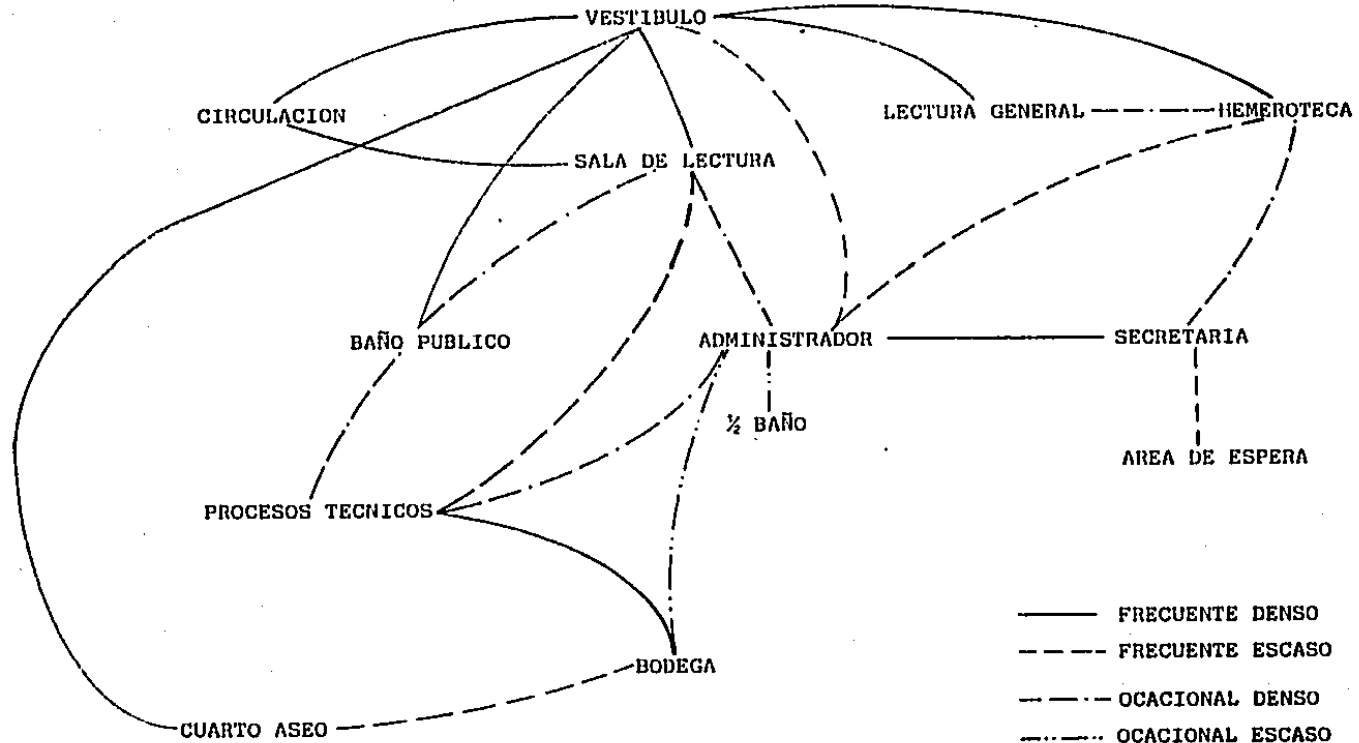 VESTIBULO
CIRCULACION
LECTURA GENERAL
HEMEROTECA
SALA DE LECTURA
BAÑO PUBLICO
ADMINISTRADOR
SECRETARIA
½ BAÑO
AREA DE ESPERA
PROCESOS TECNICOS
BODEGA
CUARTO ASEO
FRECUENTE DENSO
FRECUENTE ESCASO
OCACIONAL DENSO
OCACIONAL ESCASO